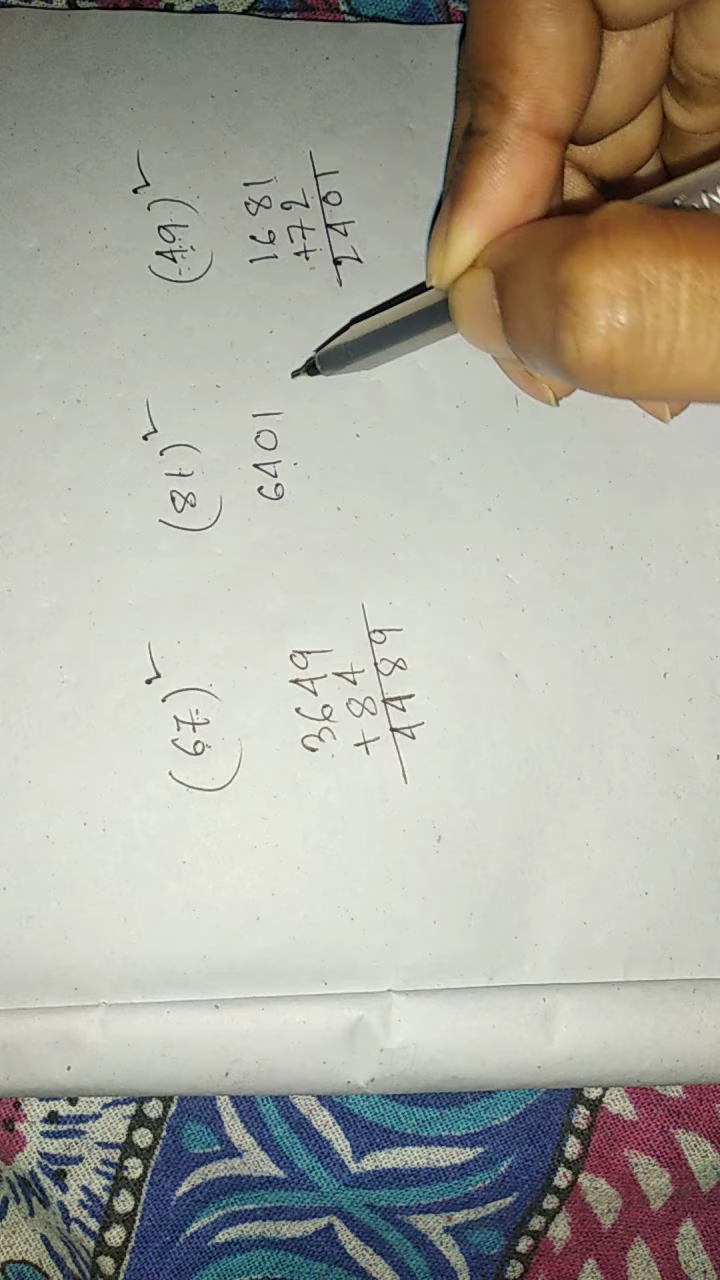 (67)² (81)² (49)²
3649 6401 1681
+84 +72
4489 2401